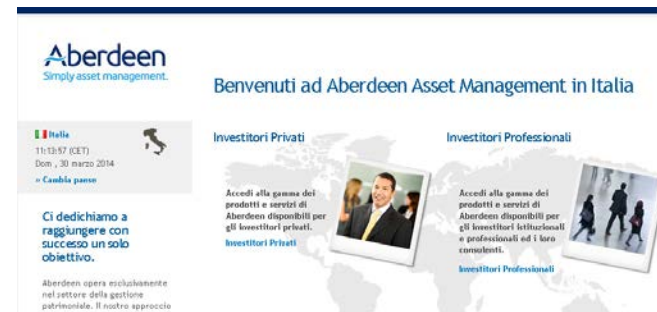 Aberdeen
Simply asset management.
Benvenuti ad Aberdeen Asset Management in Italia
Italia
11:13:57 (CET)
Dom , 30 marzo 2014
» Cambia paese
Ci dedichiamo a
raggiungere con
successo un solo
obiettivo.
Aberdeen opera esclusivamente
nel settore della gestione
patrimoniale. Il nostro approccio
Investitori Privati
Accedi alla gamma dei
prodotti e servizi di
Aberdeen disponibili per
gli investitori privati.
Investitori Privati
Investitori Professionali
Accedi alla gamma dei
prodotti e servizi di
Aberdeen disponibili per
gli investitori istituzionali
e professionali ed i loro
consulenti.
Investitori Professionali